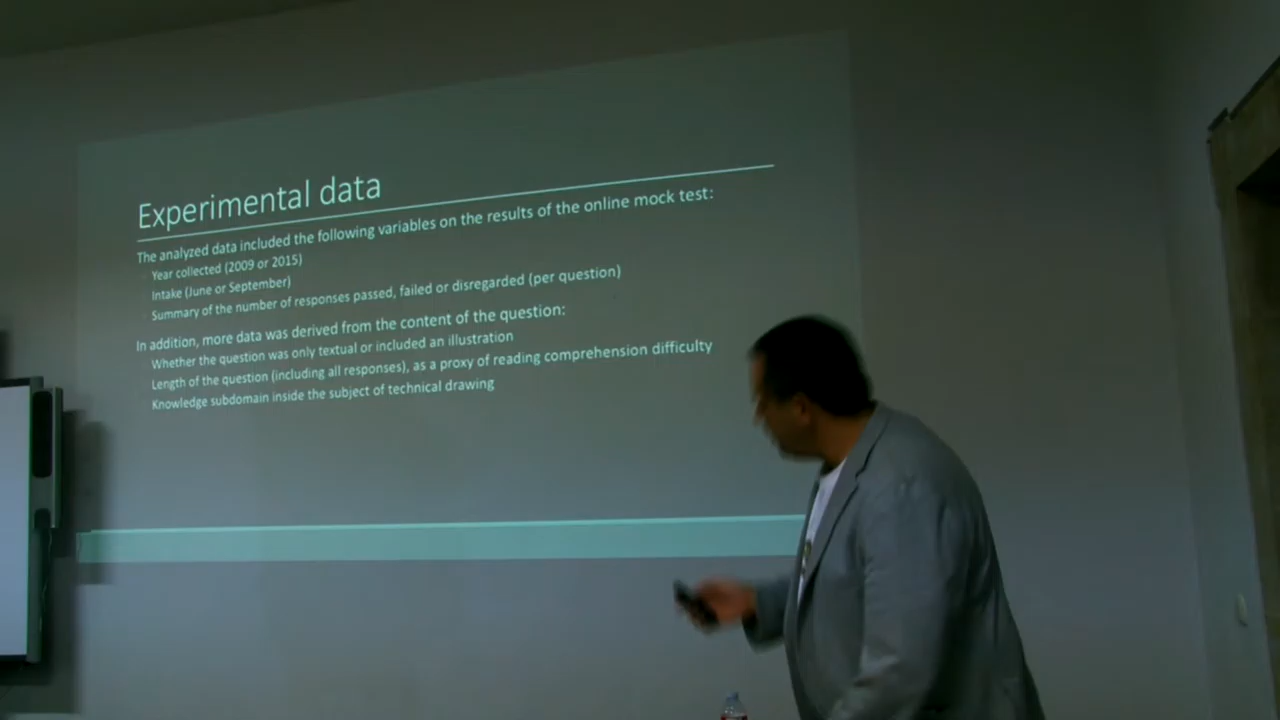 Experimental data
The analyzed data included the following variables on the results of the online mock test:
Year collected (2009 or 2015)
Intake (June or September)
Summary of the number of responses passed, failed or disregarded (per question)
In addition, more data was derived from the content of the question:
Whether the question was only textual or included an illustration
Length of the question (including all responses), as a proxy of reading comprehension difficulty
Knowledge subdomain inside the subject of technical drawing